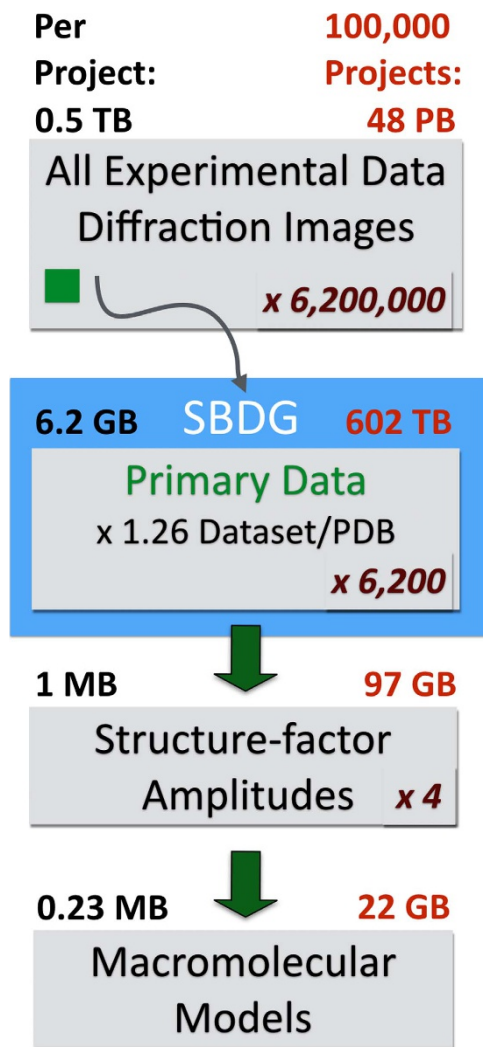 Per 100,000
Project: Projects:
0.5 TB 48 PB
All Experimental Data
Diffraction Images
x 6,200,000
6.2 GB SBDG 602 TB
Primary Data
x 1.26 Dataset/PDB
x 6,200
1 MB 97 GB
Structure-factor
Amplitudes x 4
0.23 MB 22 GB
Macromolecular
Models